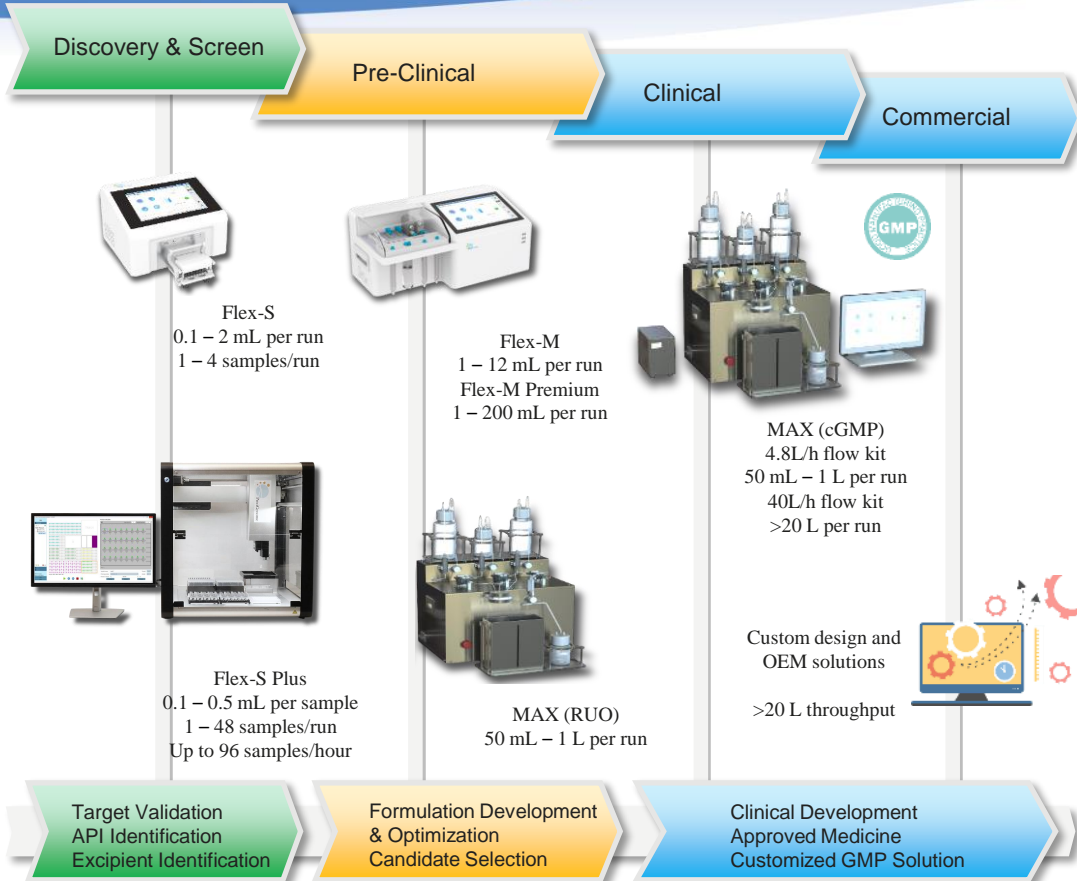 Discovery & Screen
Pre-Clinical
Clinical
Commercial
GMP
Flex-S
0.1 – 2 mL per run
1 – 4 samples/run
Flex-M
1 – 12 mL per run
Flex-M Premium
1 – 200 mL per run
MAX (cGMP)
4.8L/h flow kit
50 mL – 1 L per run
40L/h flow kit
>20 L per run
Flex-S Plus
0.1 – 0.5 mL per sample
1 – 48 samples/run
Up to 96 samples/hour
MAX (RUO)
50 mL – 1 L per run
Custom design and
OEM solutions
>20 L throughput
Target Validation
API Identification
Excipient Identification
Formulation Development
& Optimization
Candidate Selection
Clinical Development
Approved Medicine
Customized GMP Solution